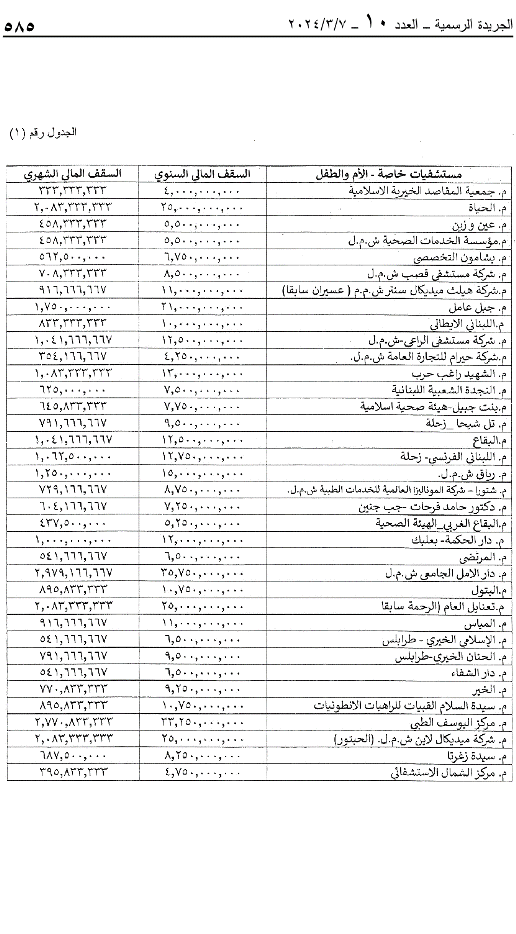 الجريدة الرسمية ــ العدد ١٠ ــ ٢٠٢٤/٣/٧ ٥٨٥
الجدول رقم (١)
مستشفيات خاصة - الأم والطفل السقف المالي السنوي السقف المالي الشهري
م. جمعية المقاصد الخيرية الاسلامية ٤,٠٠٠,٠٠٠,٠٠٠ ٣٣٣,٣٣٣,٣٣٣
م. الحياة ٢٥,٠٠٠,٠٠٠,٠٠٠ ٢,٠٨٣,٣٣٣,٣٣٣
م. عين و زين ٥,٥٠٠,٠٠٠,٠٠٠ ٤٥٨,٣٣٣,٣٣٣
م.مؤسسة الخدمات الصحية ش.م.ل ٥,٥٠٠,٠٠٠,٠٠٠ ٤٥٨,٣٣٣,٣٣٣
م. بشامون التخصصي ٦,٧٥٠,٠٠٠,٠٠٠ ٥٦٢,٥٠٠,٠٠٠
م. شركة مستشفى قصب ش.م.ل ٨,٥٠٠,٠٠٠,٠٠٠ ٧٠٨,٣٣٣,٣٣٣
م.شركة هيلث ميديكال سنتر ش.م.م ( عسيران سابقا) ١١,٠٠٠,٠٠٠,٠٠٠ ٩١٦,٦٦٦,٦٦٧
م. جبل عامل ٢١,٠٠٠,٠٠٠,٠٠٠ ١,٧٥٠,٠٠٠,٠٠٠
م.اللبناني الايطالي ١٠,٠٠٠,٠٠٠,٠٠٠ ٨٣٣,٣٣٣,٣٣٣
م. شركة مستشفى الراعي-ش.م.ل ١٢,٥٠٠,٠٠٠,٠٠٠ ١,٠٤١,٦٦٦,٦٦٧
م.شركة حيرام للتجارة العامة ش.م.ل. ٤,٢٥٠,٠٠٠,٠٠٠ ٣٥٤,١٦٦,٦٦٧
م. الشهيد راغب حرب ١٣,٠٠٠,٠٠٠,٠٠٠ ١,٠٨٣,٣٣٣,٣٣٣
م. النجدة الشعبية اللبنانية ٧,٥٠٠,٠٠٠,٠٠٠ ٦٢٥,٠٠٠,٠٠٠
م.بنت جبيل-هيئة صحية اسلامية ٧,٧٥٠,٠٠٠,٠٠٠ ٦٤٥,٨٣٣,٣٣٣
م. تل شيحا _ زحلة ٩,٥٠٠,٠٠٠,٠٠٠ ٧٩١,٦٦٦,٦٦٧
م.البقاع ١٢,٥٠٠,٠٠٠,٠٠٠ ١,٠٤١,٦٦٦,٦٦٧
م. اللبناني الفرنسي- زحلة ١٢,٧٥٠,٠٠٠,٠٠٠ ١,٠٦٢,٥٠٠,٠٠٠
م. رياق ش.م.ل. ١٥,٠٠٠,٠٠٠,٠٠٠ ١,٢٥٠,٠٠٠,٠٠٠
م. شتورا – شركة الموناليزا العالمية للخدمات الطبية ش.م.ل. ٨,٧٥٠,٠٠٠,٠٠٠ ٧٢٩,١٦٦,٦٦٧
م. دكتور حامد فرحات -جب جنين ٧,٢٥٠,٠٠٠,٠٠٠ ٦٠٤,١٦٦,٦٦٧
م.البقاع الغربي_الهيئة الصحية ٥,٢٥٠,٠٠٠,٠٠٠ ٤٣٧,٥٠٠,٠٠٠
م. دار الحكمة- بعلبك ١٢,٠٠٠,٠٠٠,٠٠٠ ١,٠٠٠,٠٠٠,٠٠٠
م. المرتضى ٦,٥٠٠,٠٠٠,٠٠٠ ٥٤١,٦٦٦,٦٦٧
م. دار الامل الجامعي ش.م.ل ٣٥,٧٥٠,٠٠٠,٠٠٠ ٢,٩٧٩,١٦٦,٦٦٧
م.البتول ١٠,٧٥٠,٠٠٠,٠٠٠ ٨٩٥,٨٣٣,٣٣٣
م.تعنايل العام (الرحمة سابقا ٢٥,٠٠٠,٠٠٠,٠٠٠ ٢,٠٨٣,٣٣٣,٣٣٣
م. المياس ١١,٠٠٠,٠٠٠,٠٠٠ ٩١٦,٦٦٦,٦٦٧
م. الإسلامي الخيري - طرابلس ٦,٥٠٠,٠٠٠,٠٠٠ ٥٤١,٦٦٦,٦٦٧
م. الحنان الخيري-طرابلس ٩,٥٠٠,٠٠٠,٠٠٠ ٧٩١,٦٦٦,٦٦٧
م. دار الشفاء ٦,٥٠٠,٠٠٠,٠٠٠ ٥٤١,٦٦٦,٦٦٧
م. الخير ٩,٢٥٠,٠٠٠,٠٠٠ ٧٧٠,٨٣٣,٣٣٣
م. سيدة السلام القبيات للراهبات الانطونيات ١٠,٧٥٠,٠٠٠,٠٠٠ ٨٩٥,٨٣٣,٣٣٣
م. مركز اليوسف الطبي ٣٣,٢٥٠,٠٠٠,٠٠٠ ٢,٧٧٠,٨٣٣,٣٣٣
م. شركة ميديكال لاين ش.م.ل. (الحبتور) ٢٥,٠٠٠,٠٠٠,٠٠٠ ٢,٠٨٣,٣٣٣,٣٣٣
م. سيدة زغرتا ٨,٢٥٠,٠٠٠,٠٠٠ ٦٨٧,٥٠٠,٠٠٠
م. مركز الشمال الاستشفائي ٤,٧٥٠,٠٠٠,٠٠٠ ٣٩٥,٨٣٣,٣٣٣